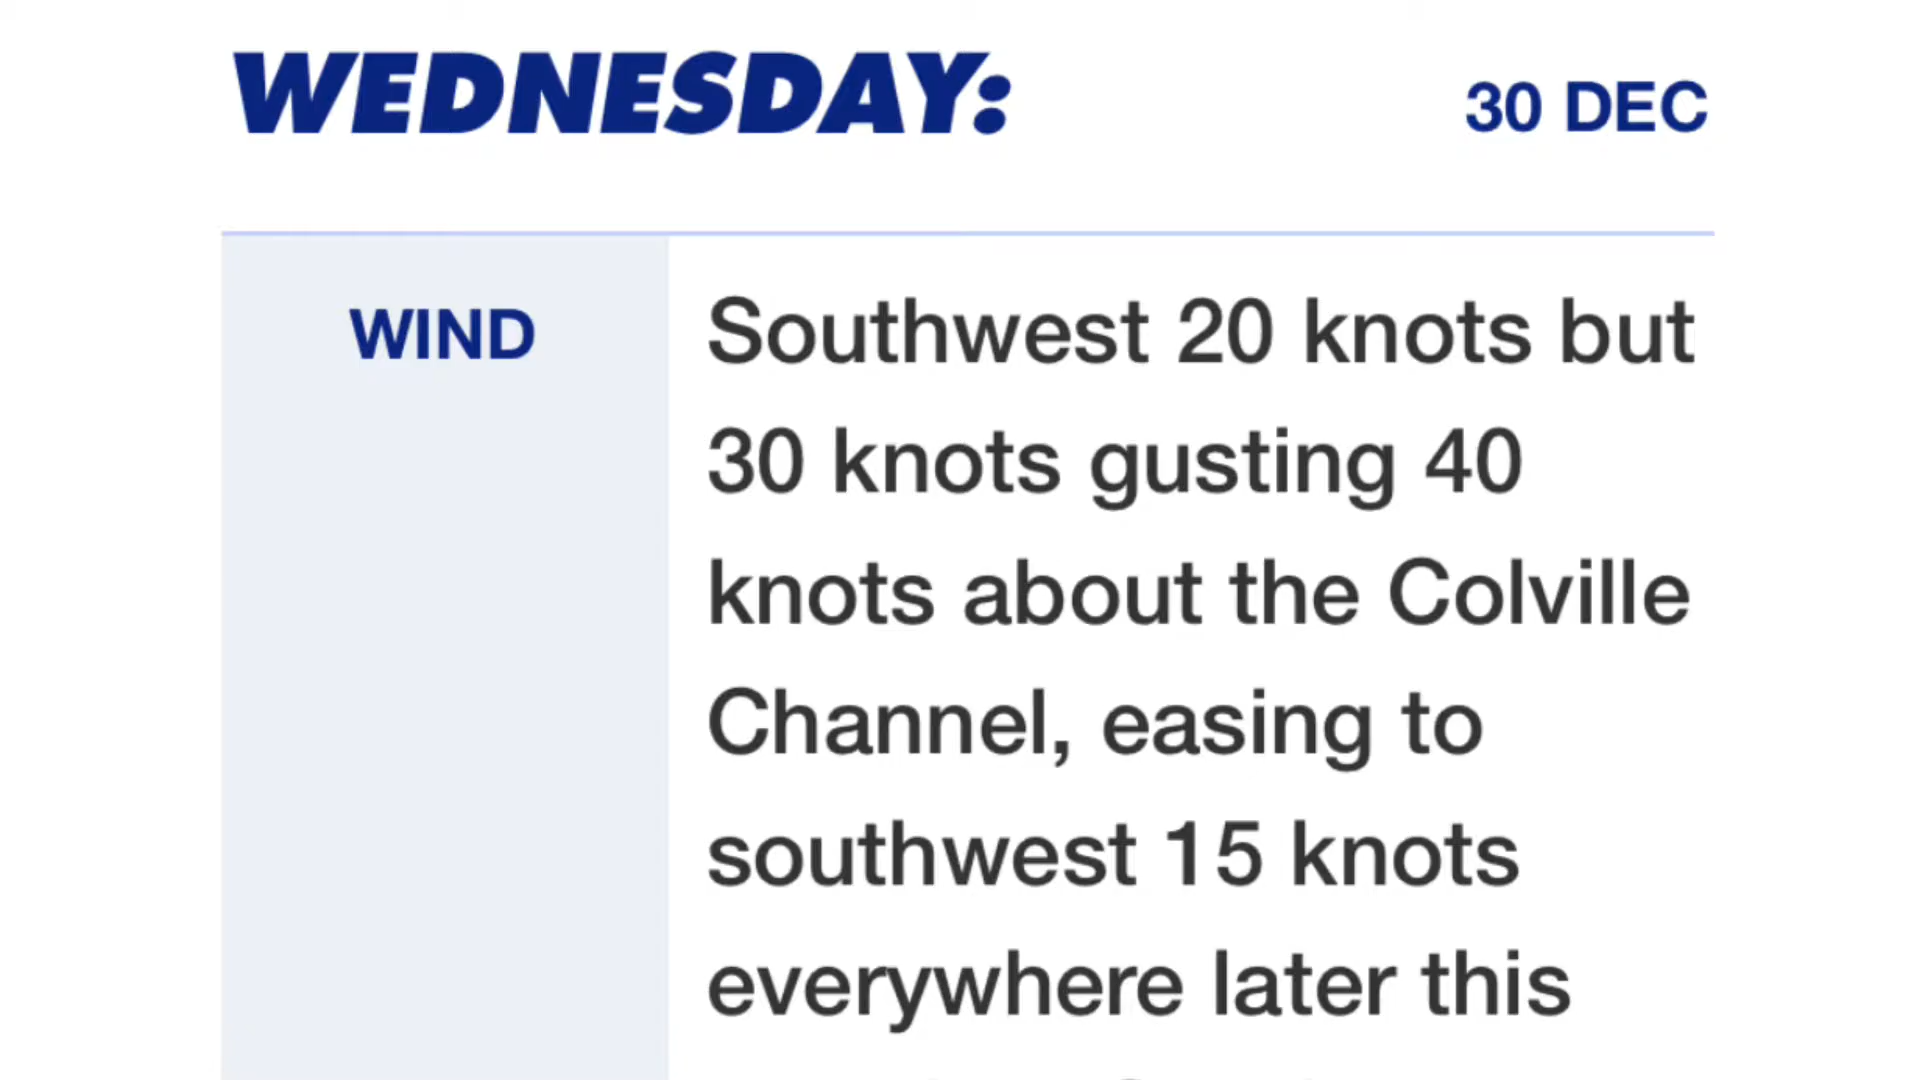 WEDNESDAY:
30 DEC
WIND
Southwest 20 knots but
30 knots gusting 40
knots about the Colville
Channel, easing to
southwest 15 knots
everywhere later this